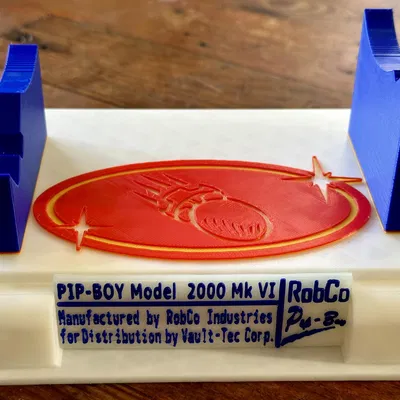 PIP-BOY Model 2000 Mk VI
Manufactured by RobCo Industries
for Distribution by Vault-Tec Corp.
RobCo